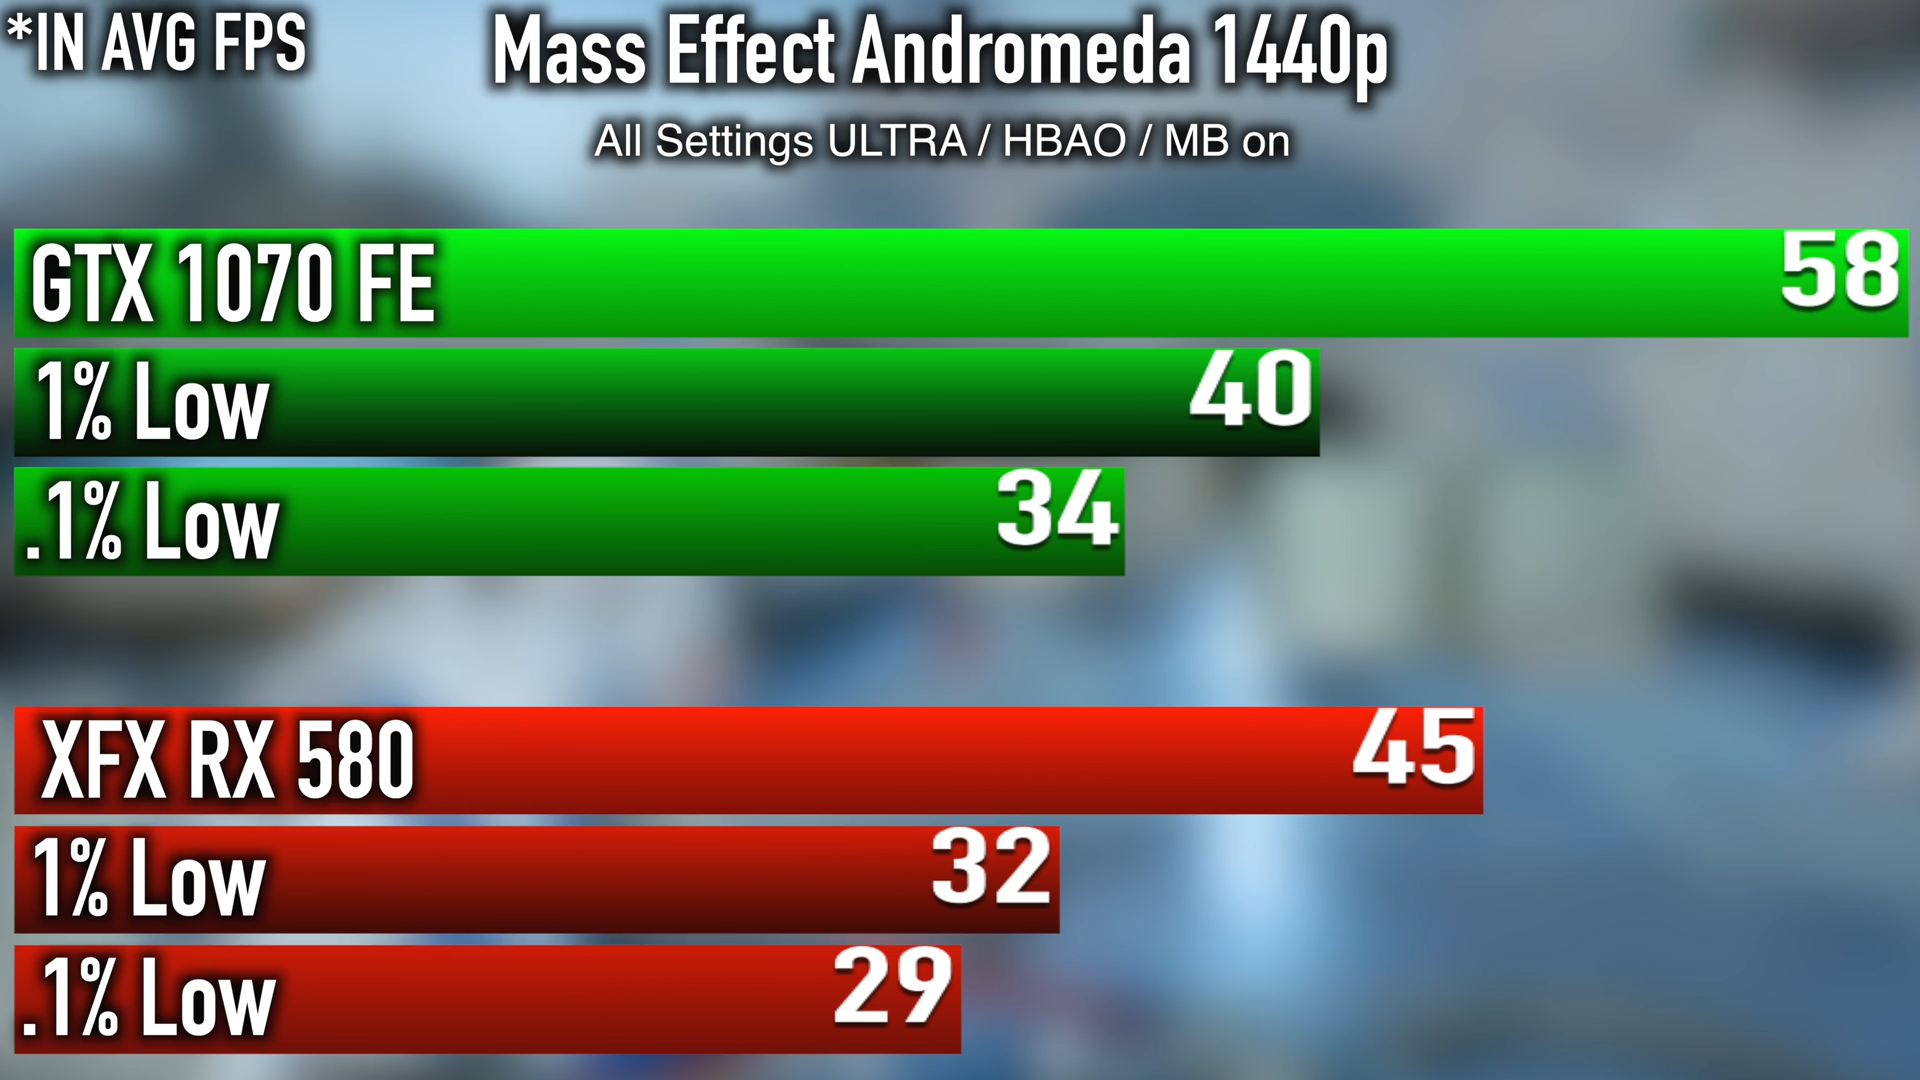 *IN AVG FPS
Mass Effect Andromeda 1440p
All Settings ULTRA / HBAO / MB on
GTX 1070 FE 58
1% Low 40
.1% Low 34
XFX RX 580 45
1% Low 32
.1% Low 29